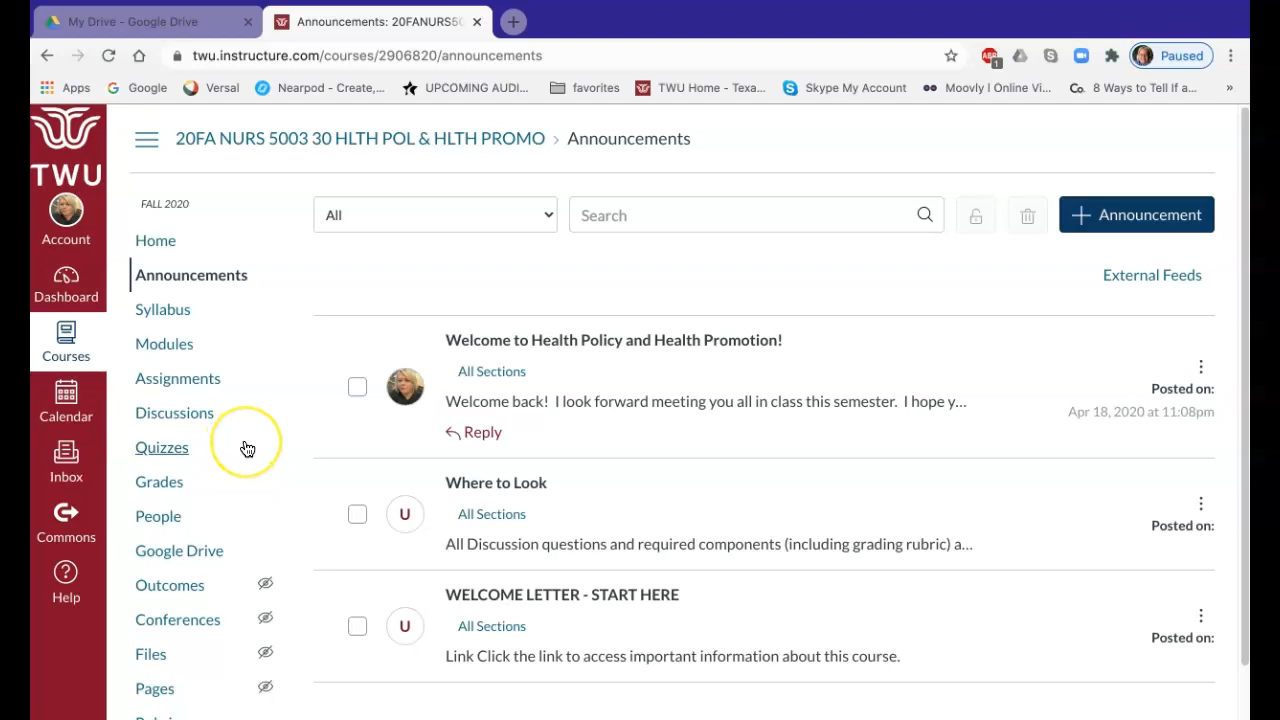 My Drive - Google Drive
Announcements: 20FANURS50
twu.instructure.com/courses/2906820/announcements
1
Paused
Apps
Google
Versal
Nearpod - Create,...
UPCOMING AUDI...
favorites
TWU Home - Texa...
Skype My Account
Moovly I Online Vi...
Co.
8 Ways to Tell if a...
»
TWU
Account
Dashboard
Courses
Calendar
Inbox
Commons
Help
20FA NURS 5003 30 HLTH POL & HLTH PROMO › Announcements
FALL 2020
Home
Announcements
Syllabus
Modules
Assignments
Discussions
Quizzes
Grades
People
Google Drive
Outcomes
Conferences
Files
Pages
All
Search
+ Announcement
External Feeds
Welcome to Health Policy and Health Promotion!
All Sections
Welcome back! I look forward meeting you all in class this semester. I hope y...
Reply
Posted on:
Apr 18, 2020 at 11:08pm
U
Where to Look
All Sections
All Discussion questions and required components (including grading rubric) a...
Posted on:
U
WELCOME LETTER - START HERE
All Sections
Link Click the link to access important information about this course.
Posted on: